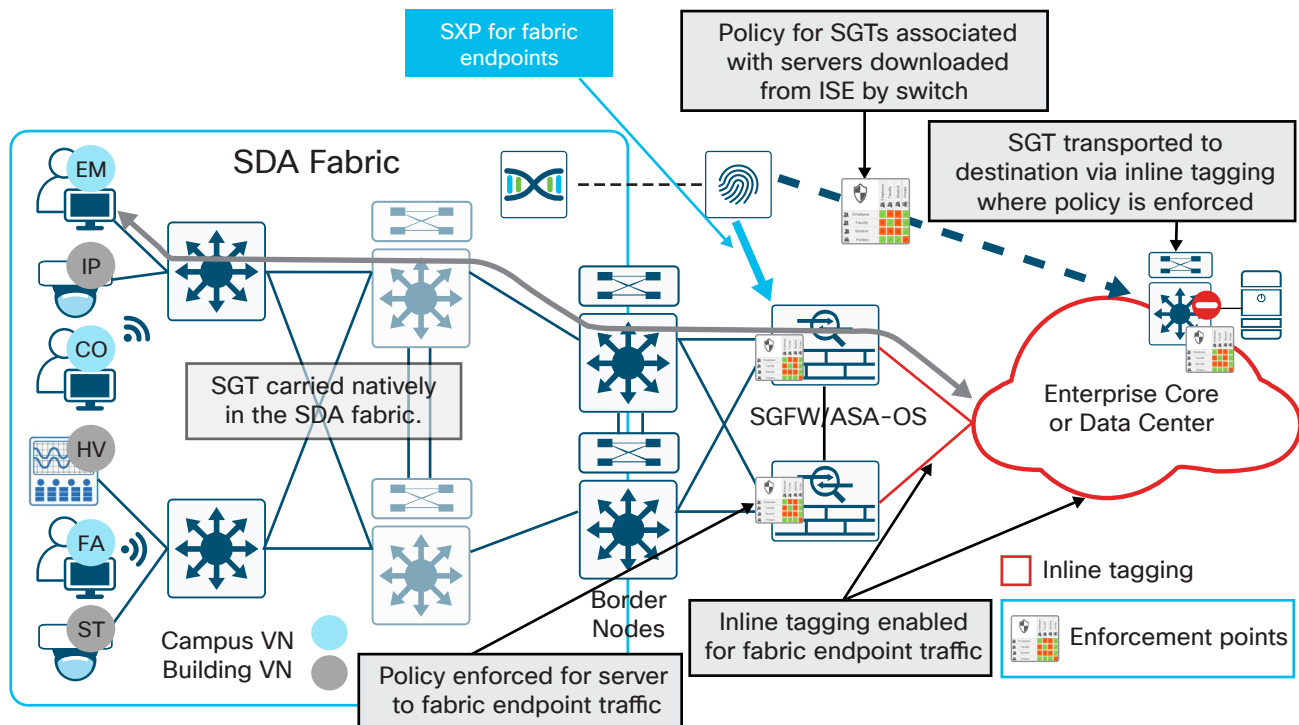 SXP for fabric
endpoints
Policy for SGTs associated
with servers downloaded
from ISE by switch
SGT transported to
destination via inline tagging
where policy is enforced
SDA Fabric
EM
IP
CO
HV
FA
ST
SGT carried natively
in the SDA fabric.
SGFW/ASA-OS
Enterprise Core
or Data Center
Border
Nodes
Campus VN
Building VN
Policy enforced for server
to fabric endpoint traffic
Inline tagging enabled
for fabric endpoint traffic
Inline tagging
Enforcement points